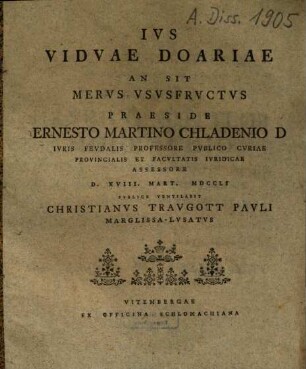 A. Diss. 1905
IVS
VIDVAE DOARIAE
AN SIT
MERVS VSVSFRVCTVS
PRAESIDE
ERNESTO MARTINO CHLADENIO D
IVRIS FEVDALIS PROFESSORE PVBLICO CVRIAE
PROVINCIALIS ET FACVLTATIS IVRIDICAE
ASSESSORE
D. XVIII. MART. MDCCLI
PVBLICE VENTILABIT
CHRISTIANVS TRAVGOTT PAVLI
MARGLISSA-LVSATVS
VITENBERGAE
EX OFFICINA SCHLOMACHIANA